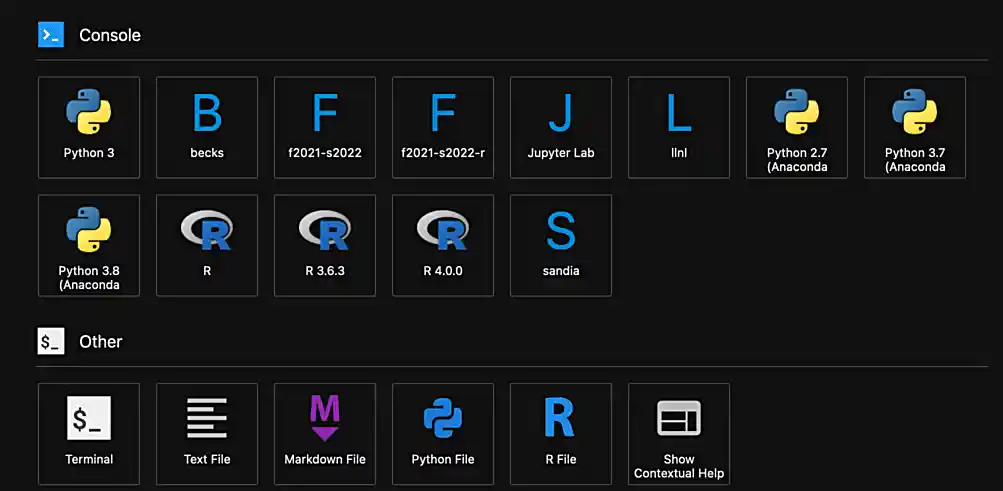 Console
Python 3
becks
f2021-s2022
f2021-s2022-r
Jupyter Lab
llnl
Python 2.7
(Anaconda
Python 3.7
(Anaconda
Python 3.8
(Anaconda
R
R 3.6.3
R 4.0.0
sandia
$_ Other
Terminal
Text File
Markdown File
Python File
R File
Show
Contextual Help